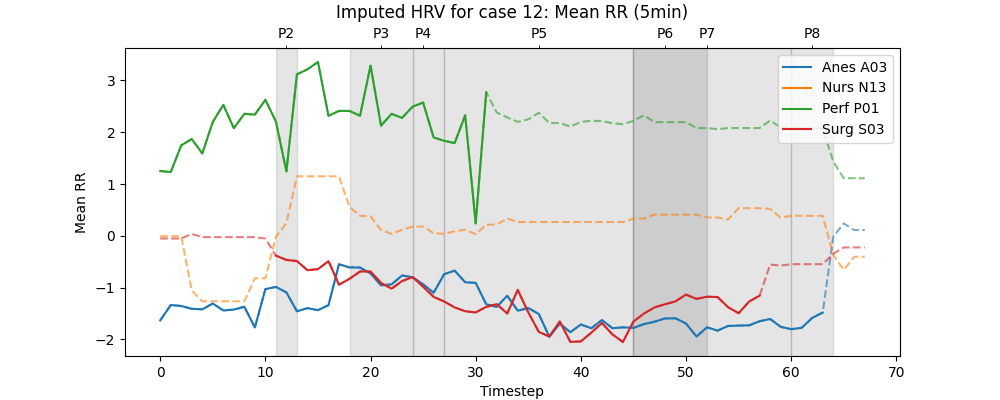 Imputed HRV for case 12: Mean RR (5min)
P2 P3 P4 P5 P6 P7 P8
Anes A03
Nurs N13
Perf P01
Surg S03
3
2
1
0
−1
−2
Mean RR
0 10 20 30 40 50 60 70
Timestep